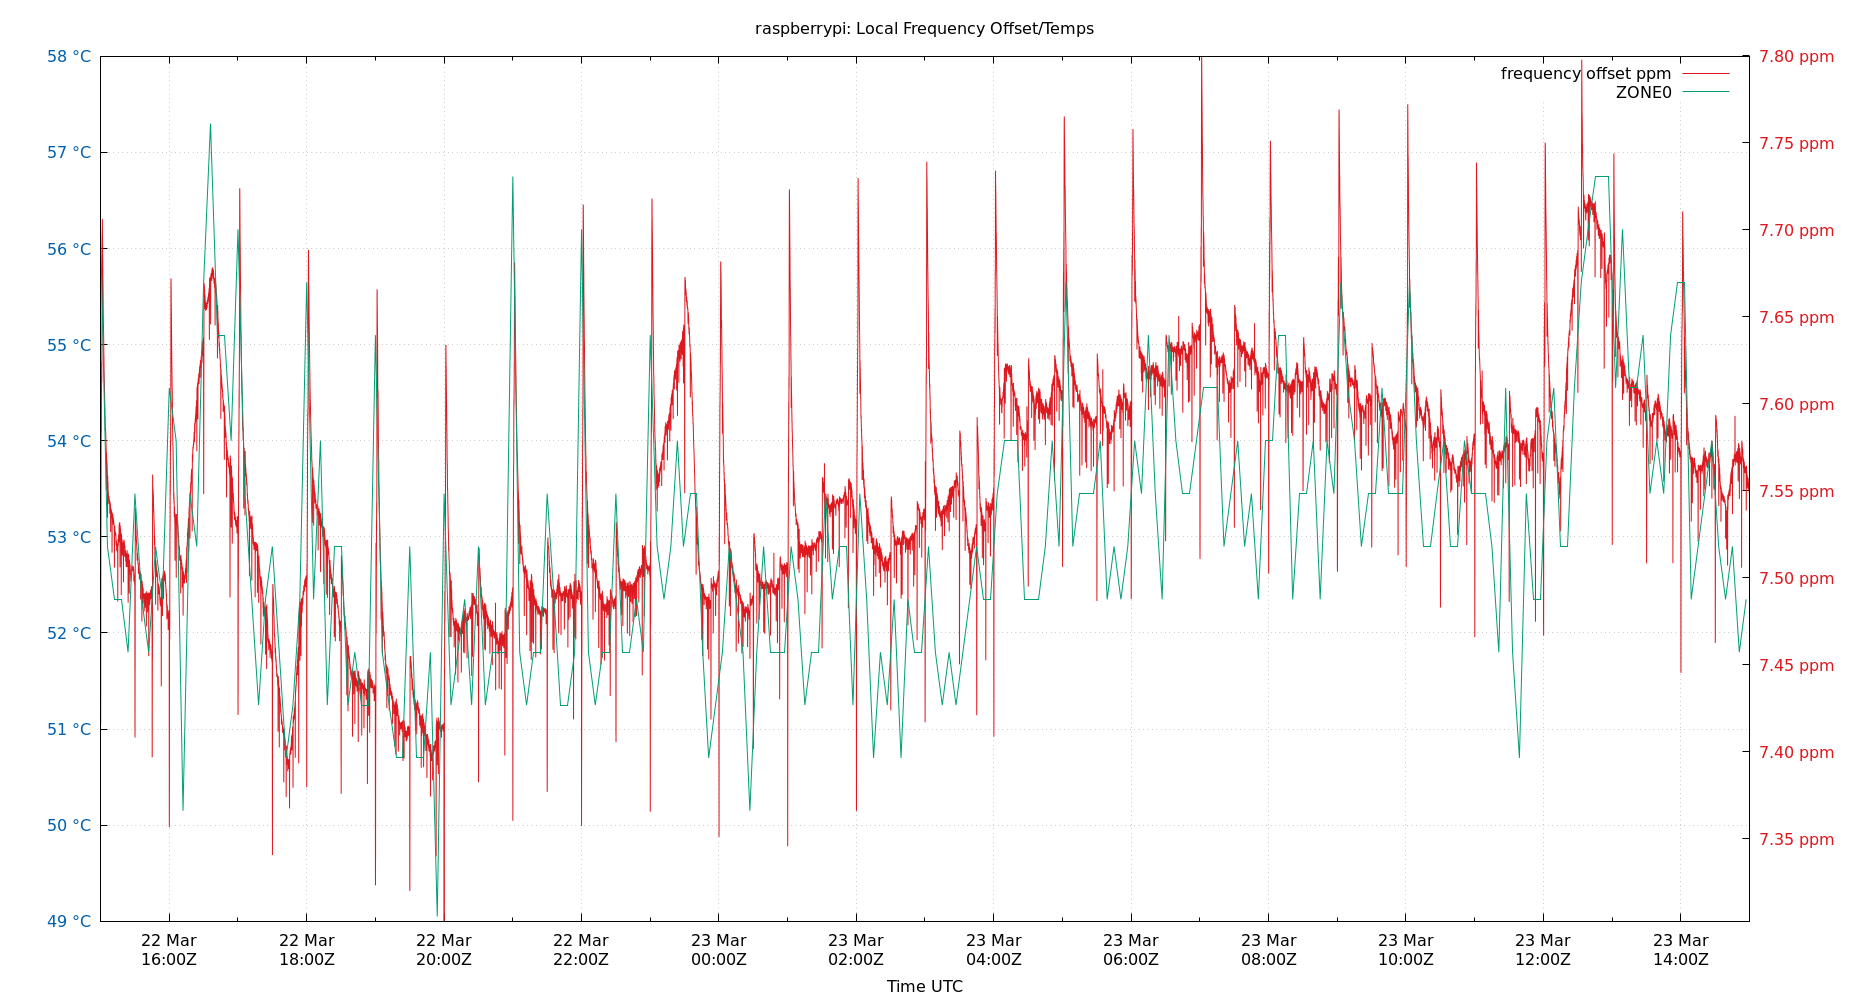 raspberrypi: Local Frequency Offset/Temps
58 °C
57 °C
56 °C
55 °C
54 °C
53 °C
52 °C
51 °C
50 °C
49 °C
7.80 ppm
7.75 ppm
7.70 ppm
7.65 ppm
7.60 ppm
7.55 ppm
7.50 ppm
7.45 ppm
7.40 ppm
7.35 ppm
frequency offset ppm
ZONE0
22 Mar
16:00Z
22 Mar
18:00Z
22 Mar
20:00Z
22 Mar
22:00Z
23 Mar
00:00Z
23 Mar
02:00Z
23 Mar
04:00Z
23 Mar
06:00Z
23 Mar
08:00Z
23 Mar
10:00Z
23 Mar
12:00Z
23 Mar
14:00Z
Time UTC